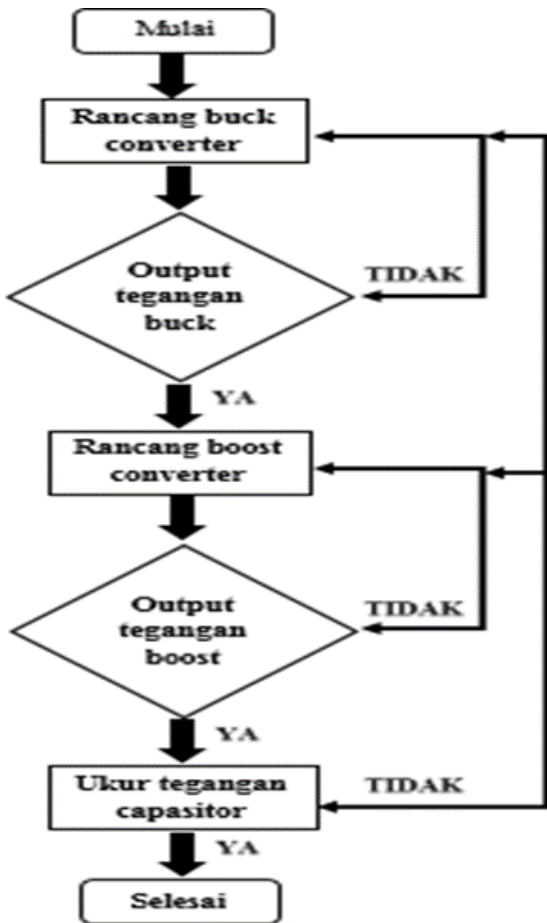 Mulai
Rancang buck
converter
Output
tegangan
buck
TIDAK
YA
Rancang boost
converter
Output
tegangan
boost
TIDAK
YA
Ukur tegangan
capasitor
TIDAK
YA
Selesai